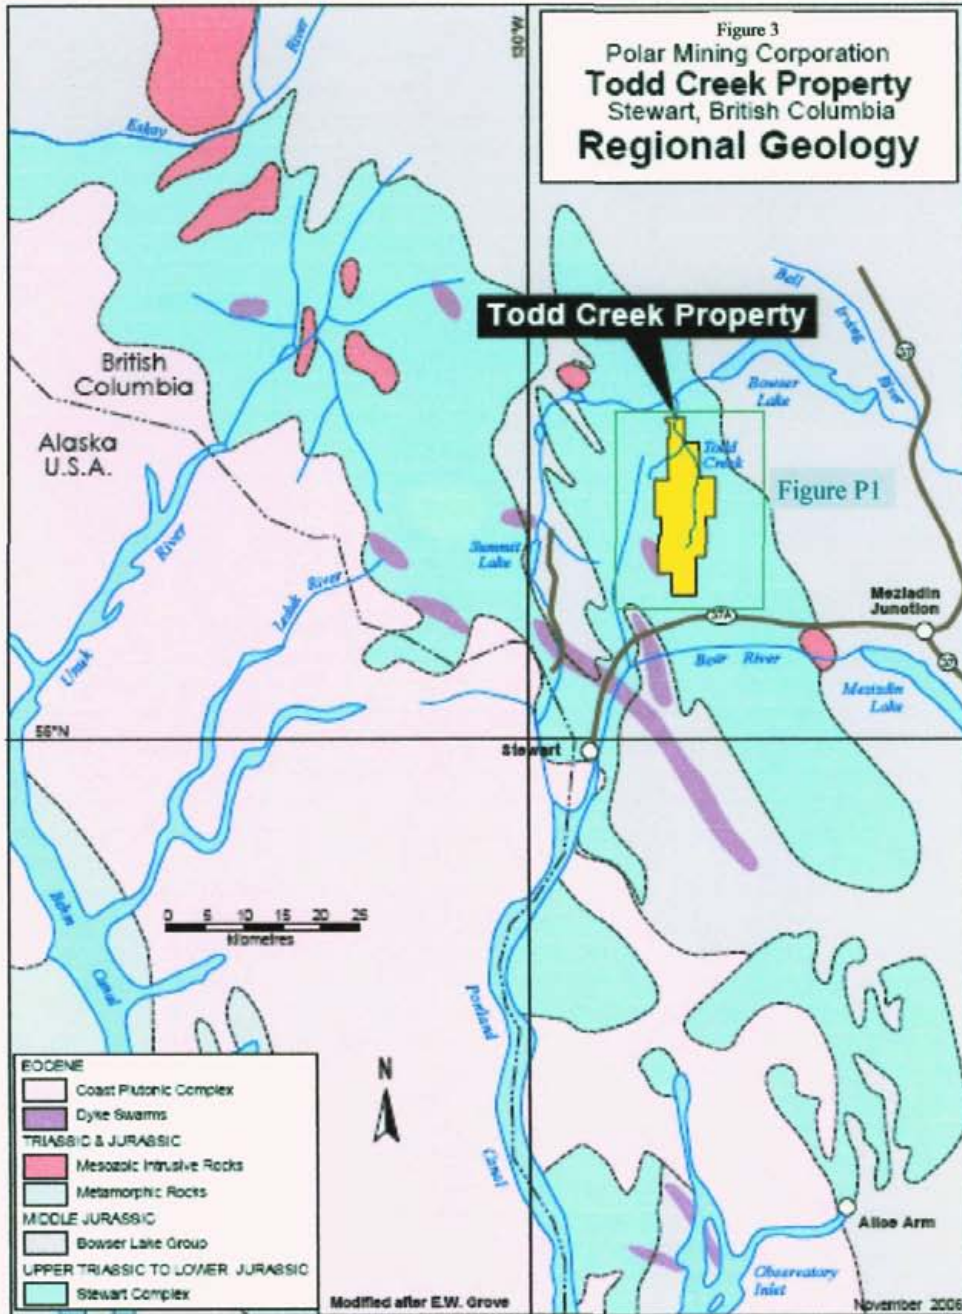 Figure 3
Polar Mining Corporation
Todd Creek Property
Stewart, British Columbia
Regional Geology
130°W
River
Eskay
Todd Creek Property
Bell
Irving
River
37
Bowser
Lake
British
Columbia
Alaska
U.S.A.
Todd
Creek
Figure P1
Summit
Lake
Unuk
River
Leduk River
Meziadin
Junction
37A
37
Bear River
Meziadin
Lake
56°N
Stewart
Behm
Canal
0 5 10 15 20 25
kilometres
Portland
Canal
N
EOCENE
Coast Plutonic Complex
Dyke Swarms
TRIASSIC & JURASSIC
Mesozoic Intrusive Rocks
Metamorphic Rocks
MIDDLE JURASSIC
Bowser Lake Group
UPPER TRIASSIC TO LOWER JURASSIC
Stewart Complex
Alice Arm
Observatory
Inlet
Modified after E.W. Grove